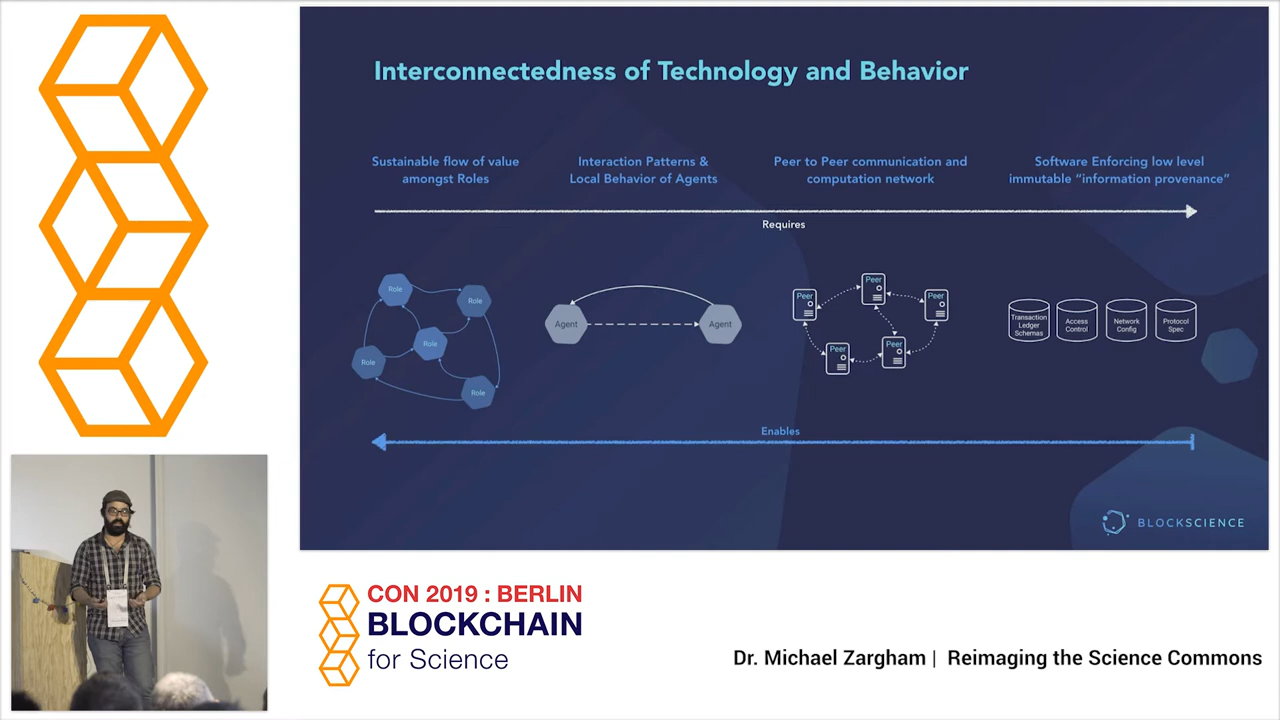 Interconnectedness of Technology and Behavior
Sustainable flow of value
amongst Roles
Interaction Patterns &
Local Behavior of Agents
Peer to Peer communication and
computation network
Software Enforcing low level
immutable “information provenance”
Requires
Role
Role
Role
Role
Role
Agent
Agent
Peer
Peer
Peer
Peer
Peer
Transaction
Ledger
Schemas
Access
Control
Network
Config
Protocol
Spec
Enables
BLOCKSCIENCE
CON 2019 : BERLIN
BLOCKCHAIN
for Science
Dr. Michael Zargham | Reimaging the Science Commons